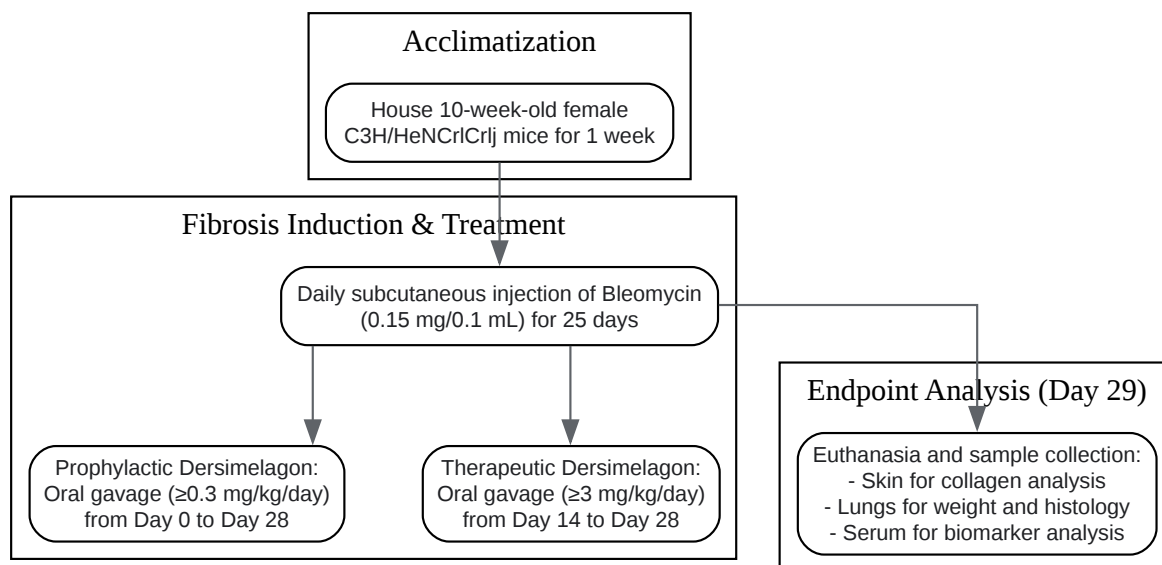 Acclimatization
House 10-week-old female
C3H/HeNCrlCrlj mice for 1 week
Fibrosis Induction & Treatment
Daily subcutaneous injection of Bleomycin
(0.15 mg/0.1 mL) for 25 days
Prophylactic Dersimelagon:
Oral gavage (≥0.3 mg/kg/day)
from Day 0 to Day 28
Therapeutic Dersimelagon:
Oral gavage (≥3 mg/kg/day)
from Day 14 to Day 28
Endpoint Analysis (Day 29)
Euthanasia and sample collection:
- Skin for collagen analysis
- Lungs for weight and histology
- Serum for biomarker analysis